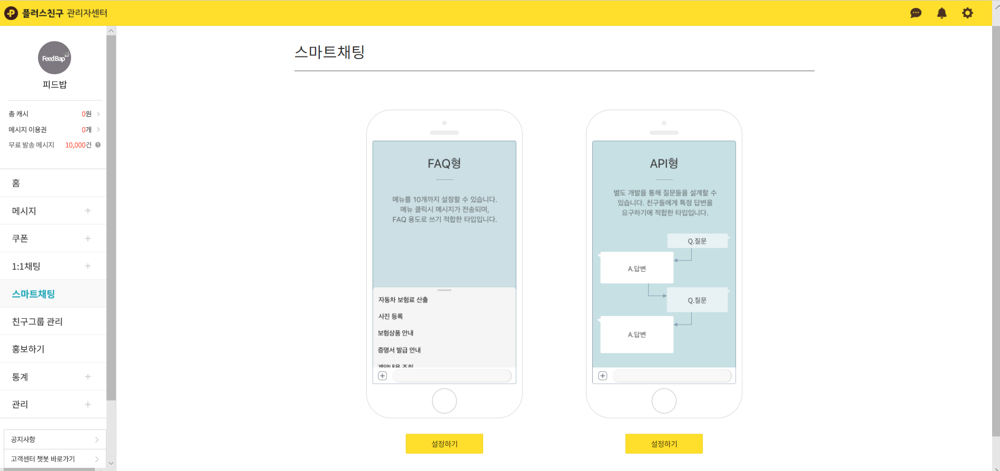 플러스친구 관리자센터
FeedBap
피드밥
총 캐시 0원
메시지 이용권 0개
무료 발송 메시지 10,000건
홈
메시지
쿠폰
1:1채팅
스마트채팅
친구그룹 관리
홍보하기
통계
관리
공지사항
고객센터 챗봇 바로가기
스마트채팅
FAQ형
메뉴를 10개까지 설정할 수 있습니다.
메뉴 클릭시 메시지가 전송되며,
FAQ 용도로 쓰기 적합한 타입입니다.
자동차 보험료 산출
사진 등록
보험상품 안내
증명서 발급 안내
계약내용 조회
설정하기
API형
별도 개발을 통해 질문들을 설계할 수
있습니다. 친구들에게 특정 답변을
요구하기에 적합한 타입입니다.
Q.질문
A.답변
Q.질문
A.답변
설정하기